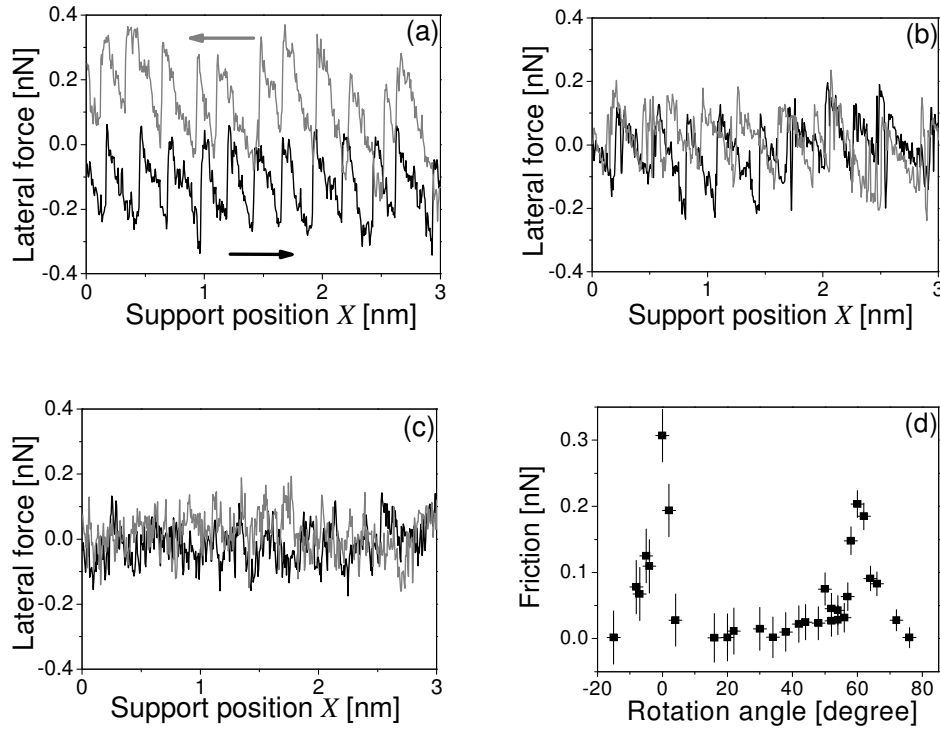 (a)
0.4
0.2
0.0
-0.2
-0.4
Lateral force [nN]
0 1 2 3
Support position X [nm]
(b)
0.4
0.2
0.0
-0.2
-0.4
Lateral force [nN]
0 1 2 3
Support position X [nm]
(c)
0.4
0.2
0.0
-0.2
-0.4
Lateral force [nN]
0 1 2 3
Support position X [nm]
(d)
0.3
0.2
0.1
0.0
Friction [nN]
-20 0 20 40 60 80
Rotation angle [degree]